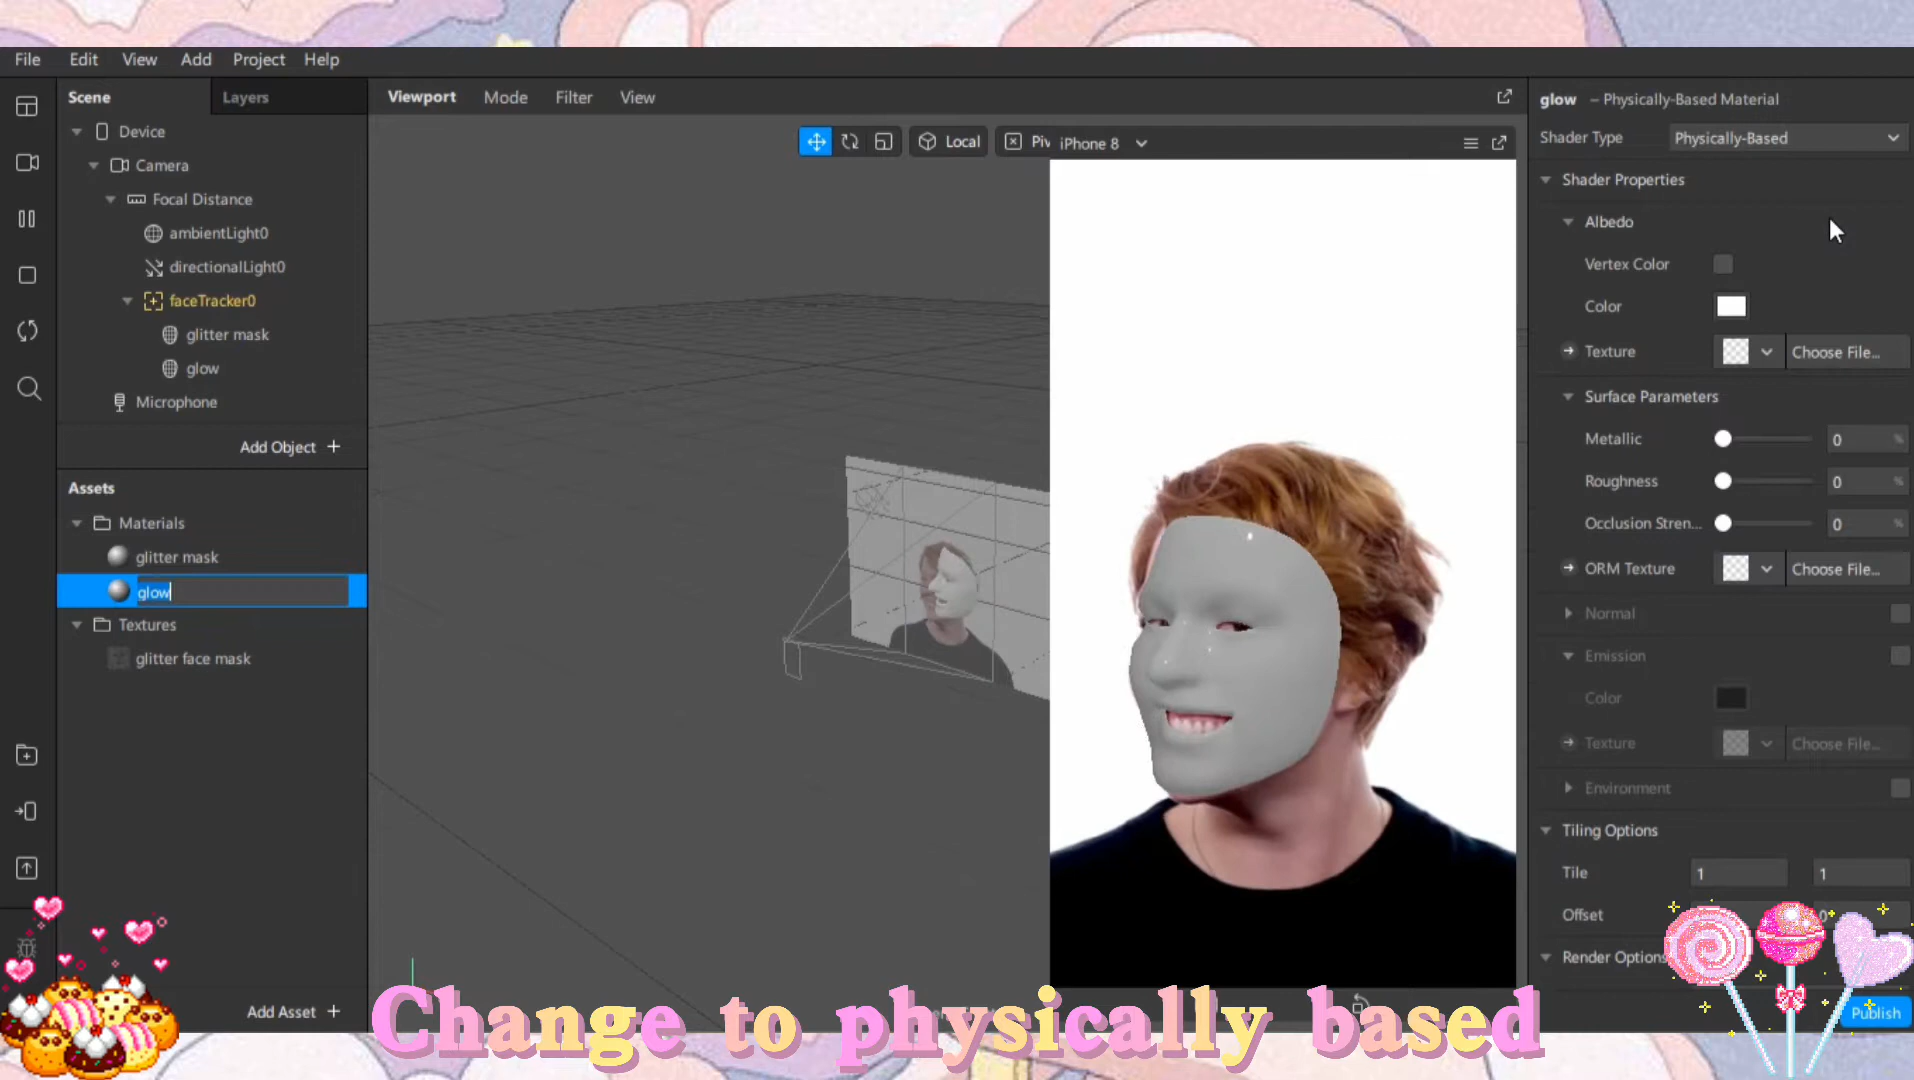 File Edit View Add Project Help
Scene Layers
Device
Camera
Focal Distance
ambientLight0
directionalLight0
faceTracker0
glitter mask
glow
Microphone
Add Object +
Assets
Materials
glitter mask
glow
Textures
glitter face mask
Add Asset +
Viewport Mode Filter View
Local Piv iPhone 8
glow – Physically-Based Material
Shader Type Physically-Based
Shader Properties
Albedo
Vertex Color
Color
Texture Choose File...
Surface Parameters
Metallic 0 %
Roughness 0 %
Occlusion Stren... 0 %
ORM Texture Choose File...
Normal
Emission
Color
Texture Choose File...
Environment
Tiling Options
Tile 1 1
Offset 0
Render Options
Publish
Change to physically based